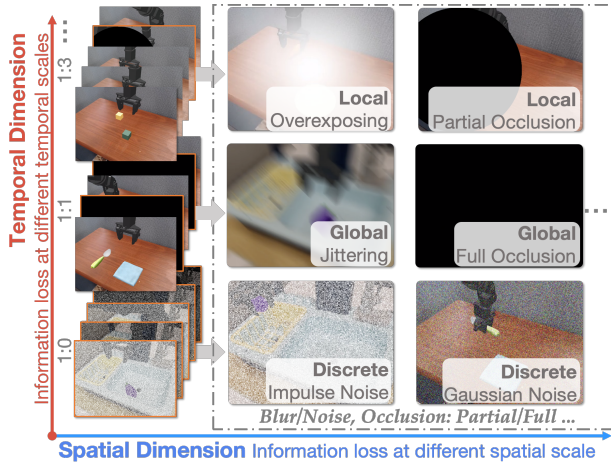 Temporal Dimension
Information loss at different temporal scales
...
1:3
1:1
1:0
Local
Overexposing
Local
Partial Occlusion
Global
Jittering
Global
Full Occlusion
...
Discrete
Impulse Noise
Discrete
Gaussian Noise
Blur/Noise, Occlusion: Partial/Full ...
Spatial Dimension Information loss at different spatial scale